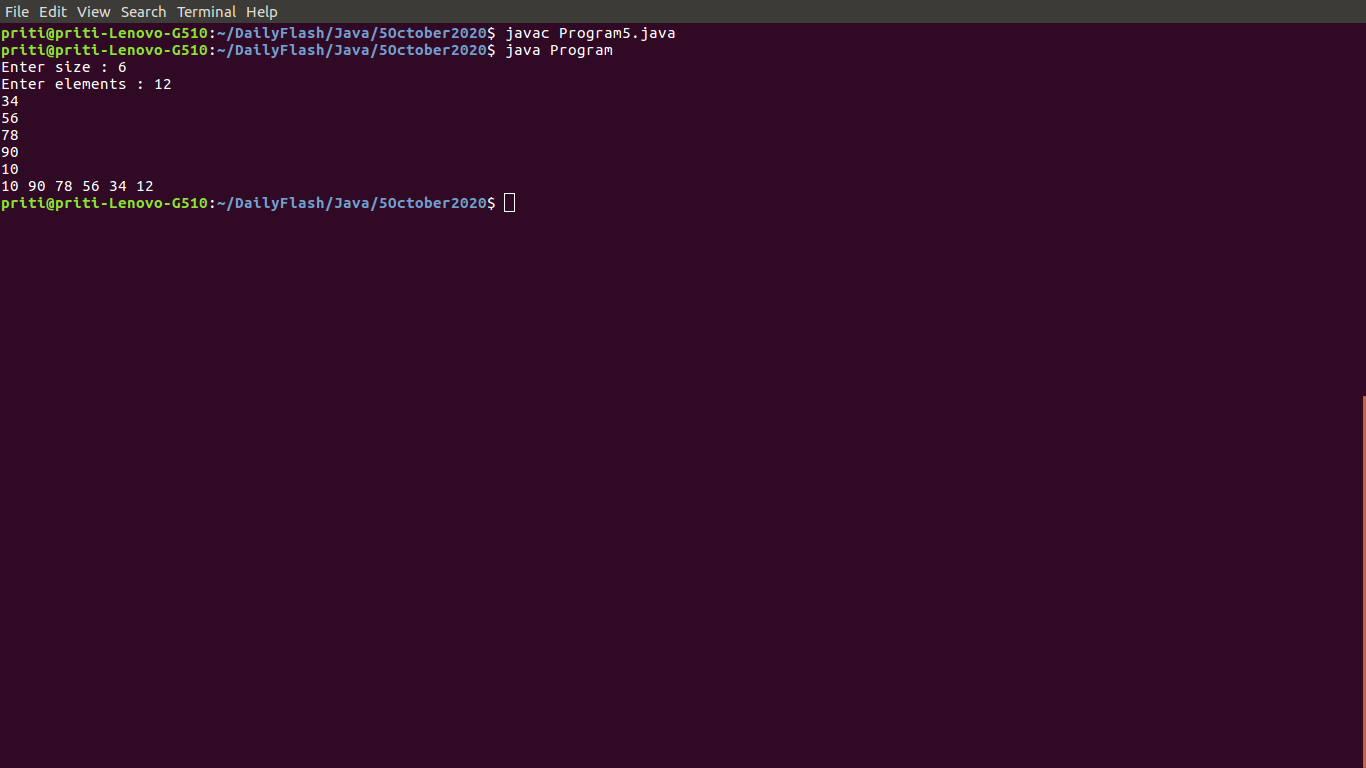 File Edit View Search Terminal Help
priti@priti-Lenovo-G510:~/DailyFlash/Java/5October2020$ javac Program5.java
priti@priti-Lenovo-G510:~/DailyFlash/Java/5October2020$ java Program
Enter size : 6
Enter elements : 12
34
56
78
90
10
10 90 78 56 34 12
priti@priti-Lenovo-G510:~/DailyFlash/Java/5October2020$